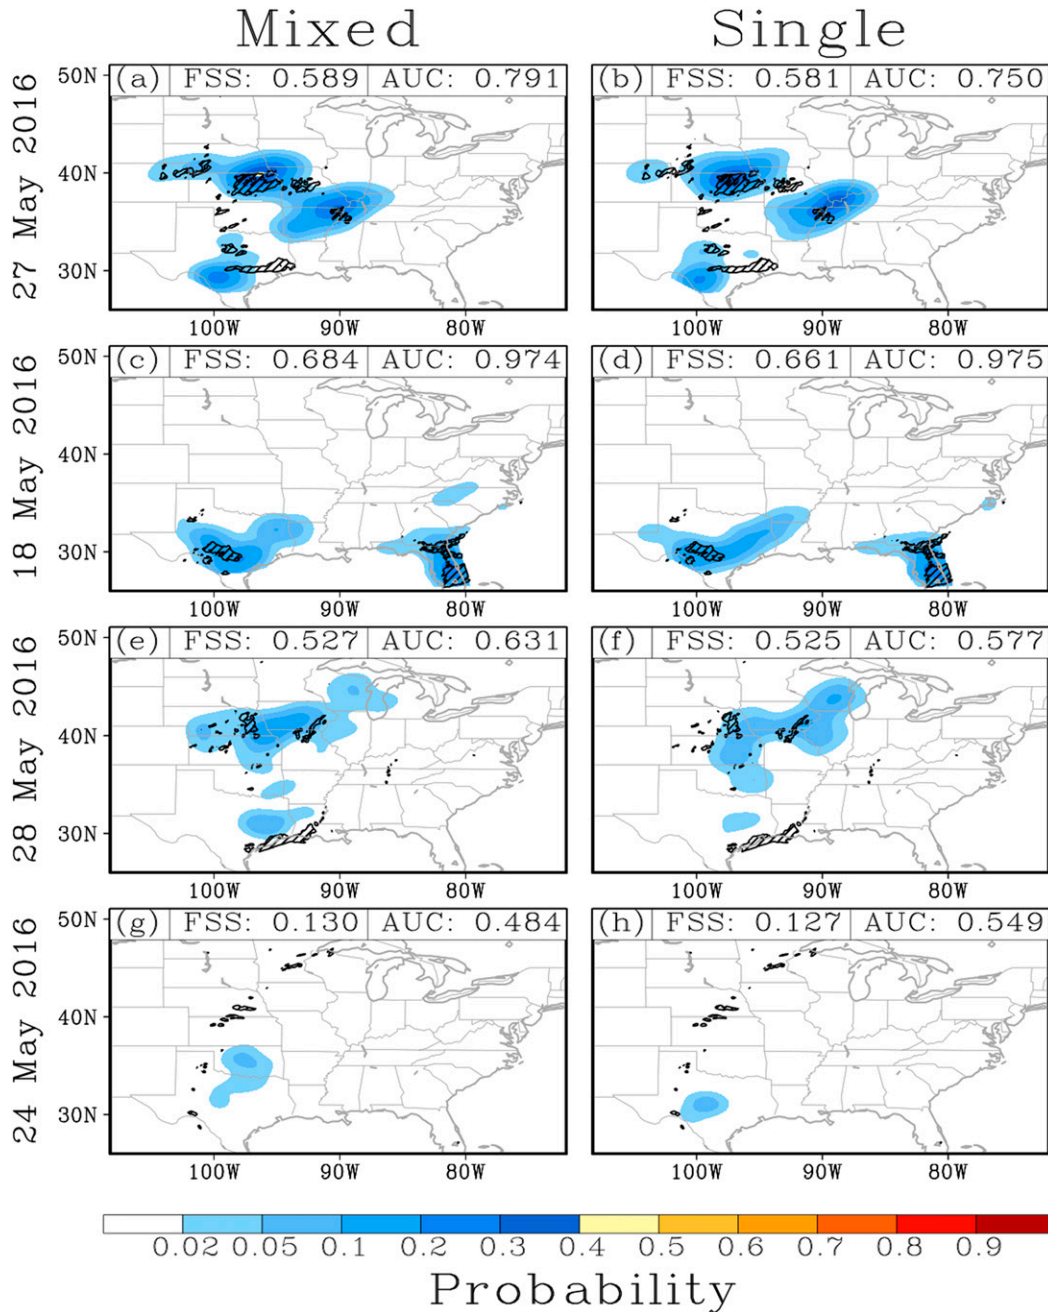 Mixed Single
27 May 2016
(a) FSS: 0.589 AUC: 0.791
(b) FSS: 0.581 AUC: 0.750
50N
40N
30N
100W 90W 80W
100W 90W 80W
18 May 2016
(c) FSS: 0.684 AUC: 0.974
(d) FSS: 0.661 AUC: 0.975
50N
40N
30N
100W 90W 80W
100W 90W 80W
28 May 2016
(e) FSS: 0.527 AUC: 0.631
(f) FSS: 0.525 AUC: 0.577
50N
40N
30N
100W 90W 80W
100W 90W 80W
24 May 2016
(g) FSS: 0.130 AUC: 0.484
(h) FSS: 0.127 AUC: 0.549
50N
40N
30N
100W 90W 80W
100W 90W 80W
0.02 0.05 0.1 0.2 0.3 0.4 0.5 0.6 0.7 0.8 0.9
Probability